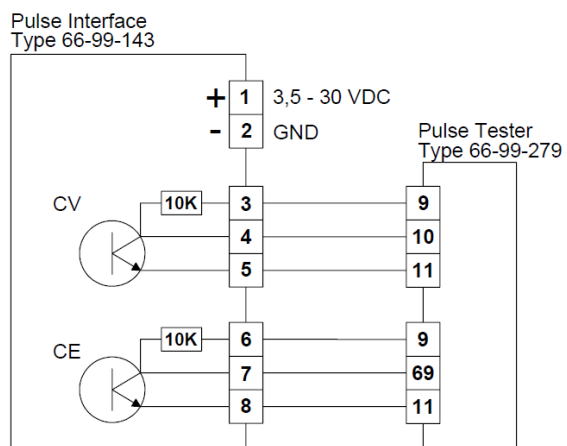 Pulse Interface
Type 66-99-143
+ 1 3,5 - 30 VDC
- 2 GND
Pulse Tester
Type 66-99-279
CV 10K 3 9
4 10
5 11
CE 10K 6 9
7 69
8 11